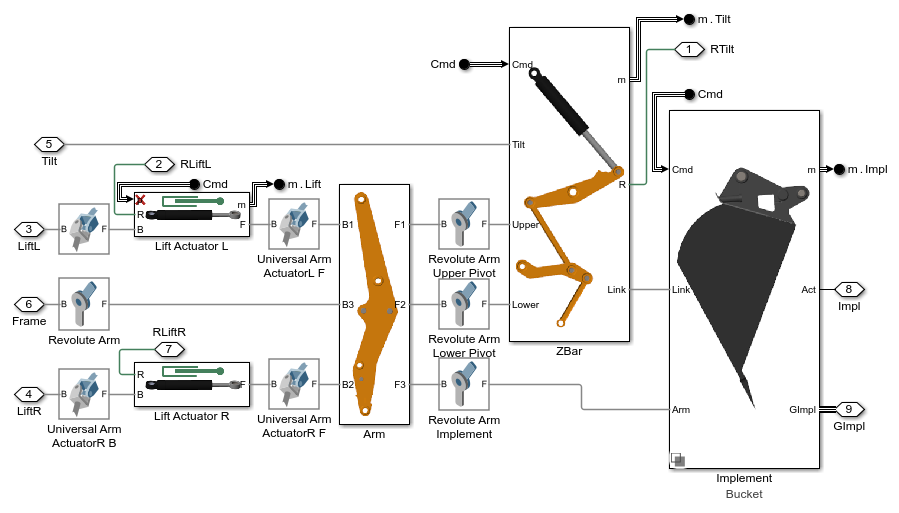 m . Tilt
1
RTilt
Cmd
Cmd
m
Cmd
5
Tilt
Tilt
2
RLiftL
Cmd
m . Lift
Cmd
m
m . Impl
R
m
R
B
F
3
LiftL
B
F
Lift Actuator L
B
F
Universal Arm
ActuatorL F
B1
F1
B
F
Revolute Arm
Upper Pivot
Upper
6
Frame
B
F
Revolute Arm
B3
F2
B
F
Revolute Arm
Lower Pivot
Lower
Link
ZBar
Link
Act
8
Impl
RLiftR
7
R
B
F
Lift Actuator R
4
LiftR
B
F
Universal Arm
ActuatorR B
B
F
Universal Arm
ActuatorR F
B2
F3
Arm
B
F
Revolute Arm
Implement
Arm
GImpl
9
GImpl
Implement
Bucket